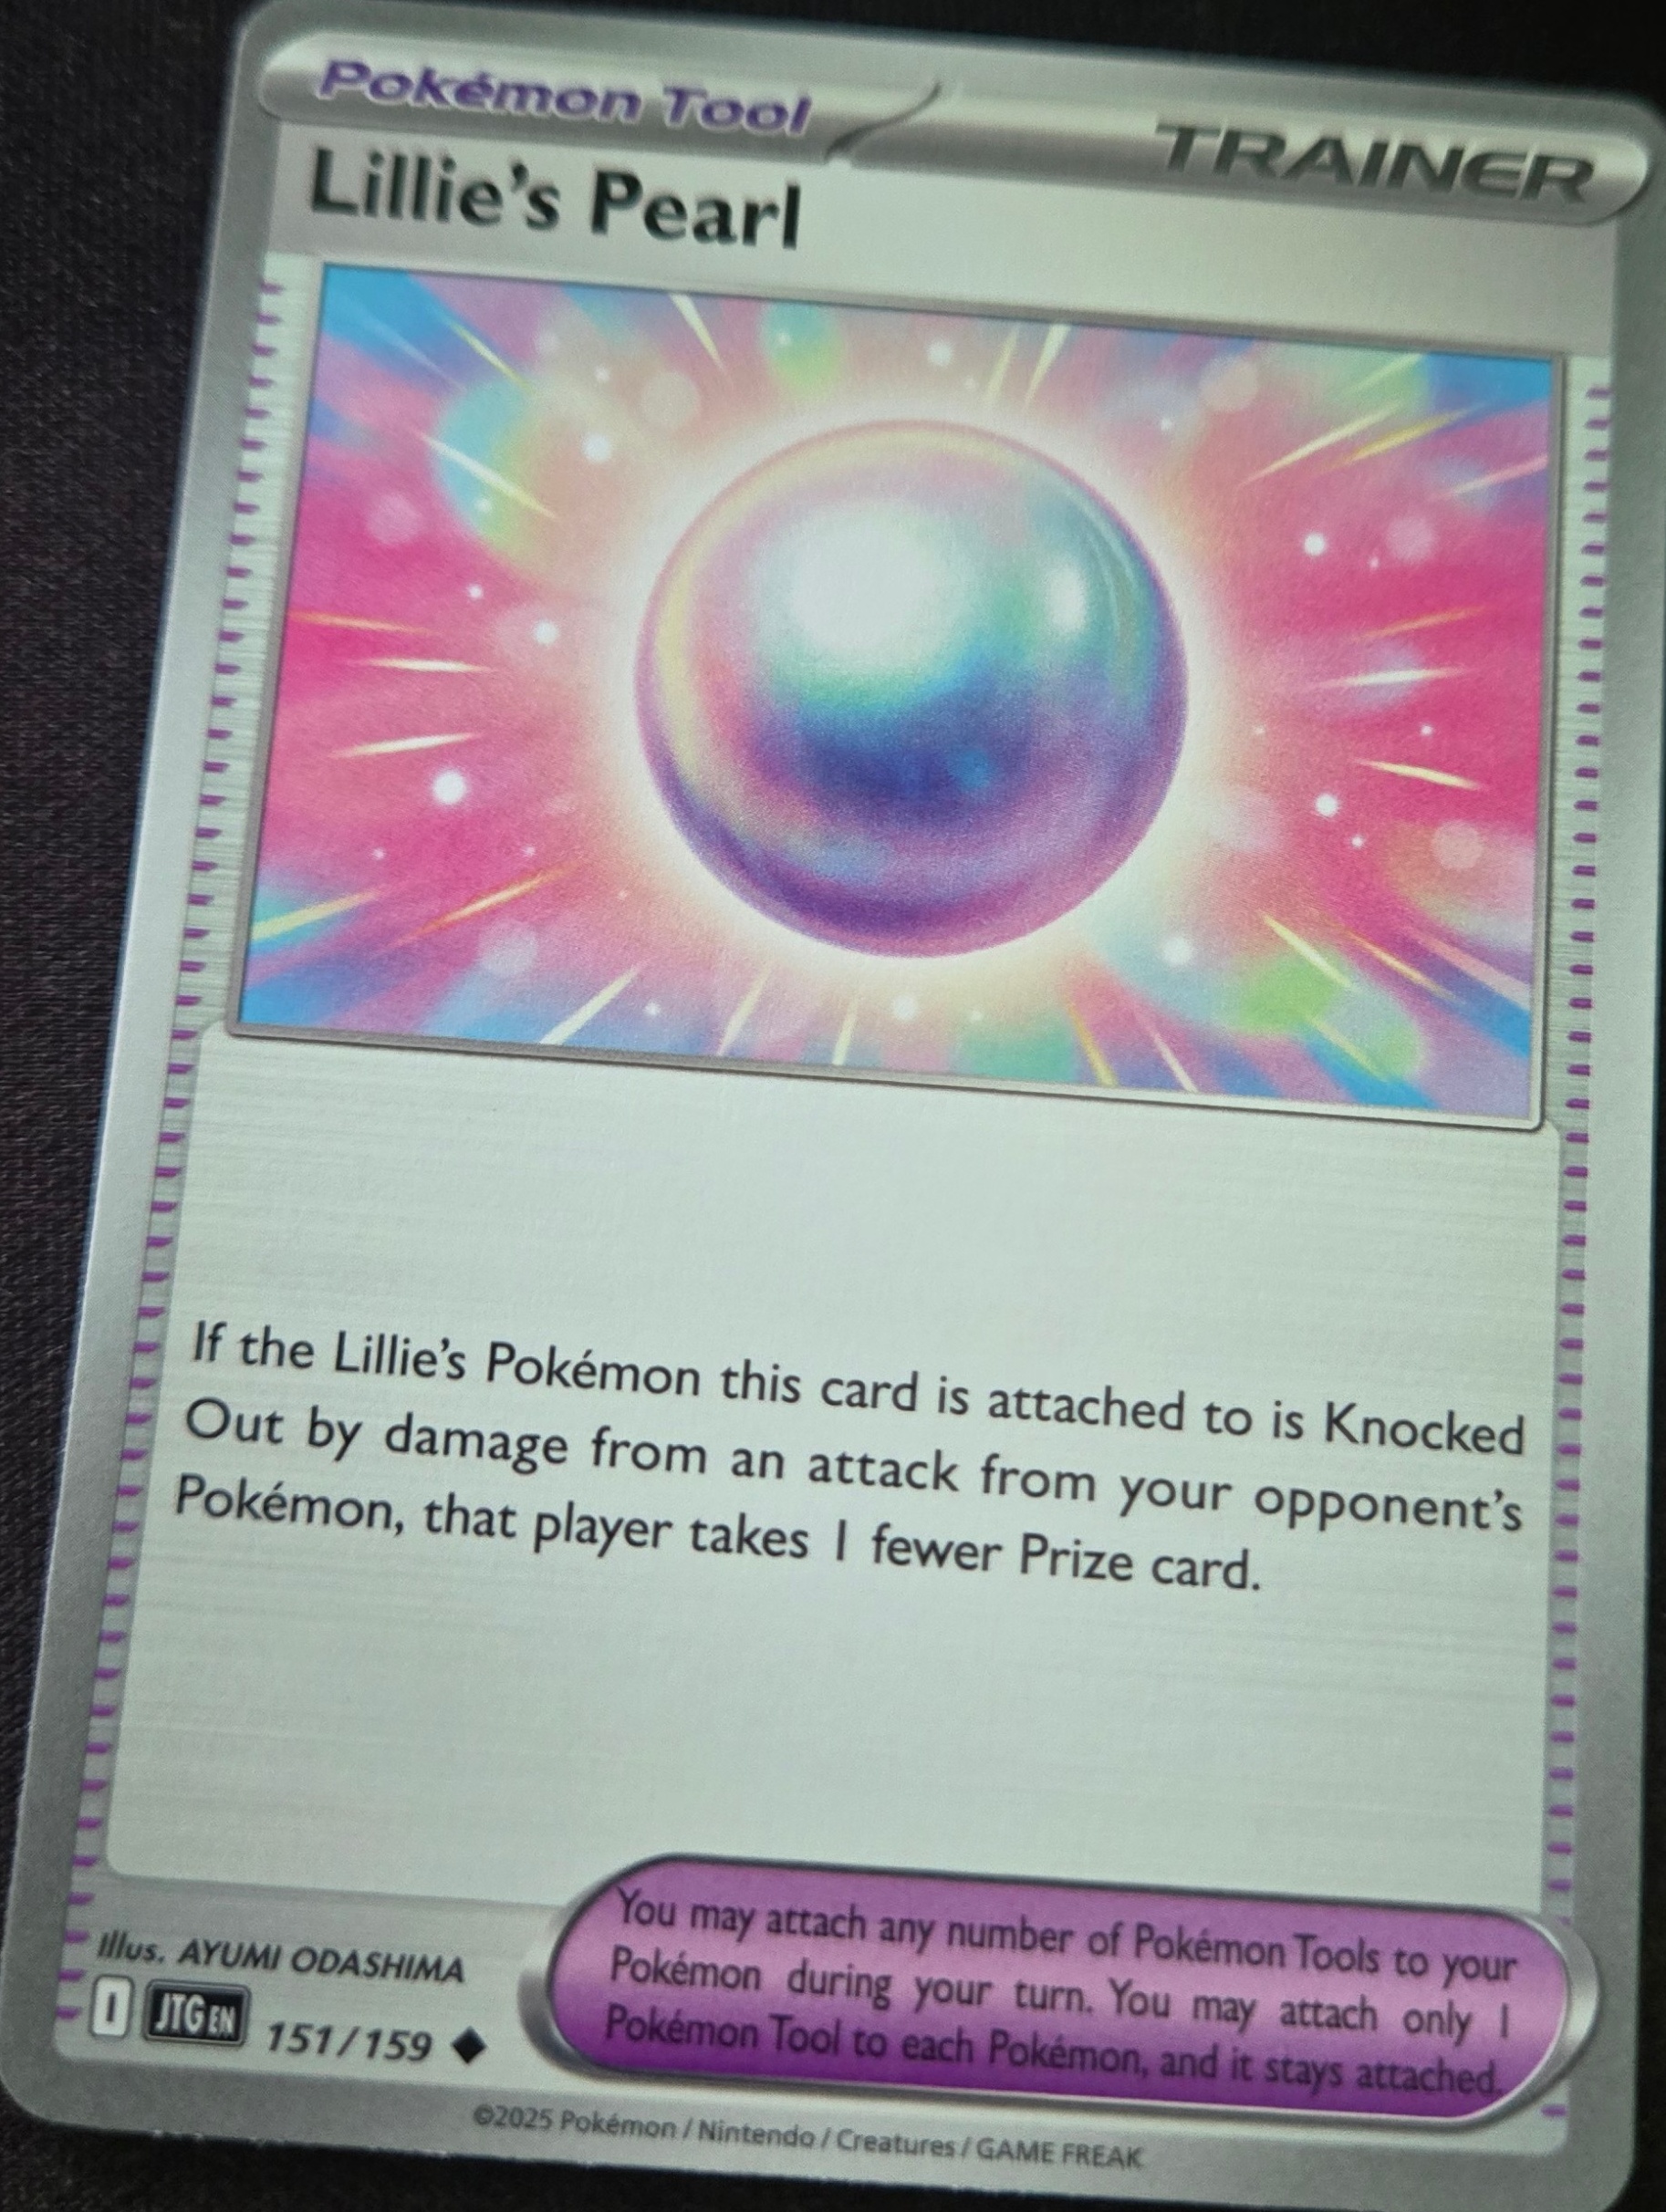 Pokémon Tool
TRAINER
Lillie's Pearl
If the Lillie's Pokémon this card is attached to is Knocked
Out by damage from an attack from your opponent's
Pokémon, that player takes 1 fewer Prize card.
You may attach any number of Pokémon Tools to your
Pokémon during your turn. You may attach only 1
Pokémon Tool to each Pokémon, and it stays attached.
Illus. AYUMI ODASHIMA
I JTG EN 151/159
©2025 Pokémon / Nintendo / Creatures / GAME FREAK